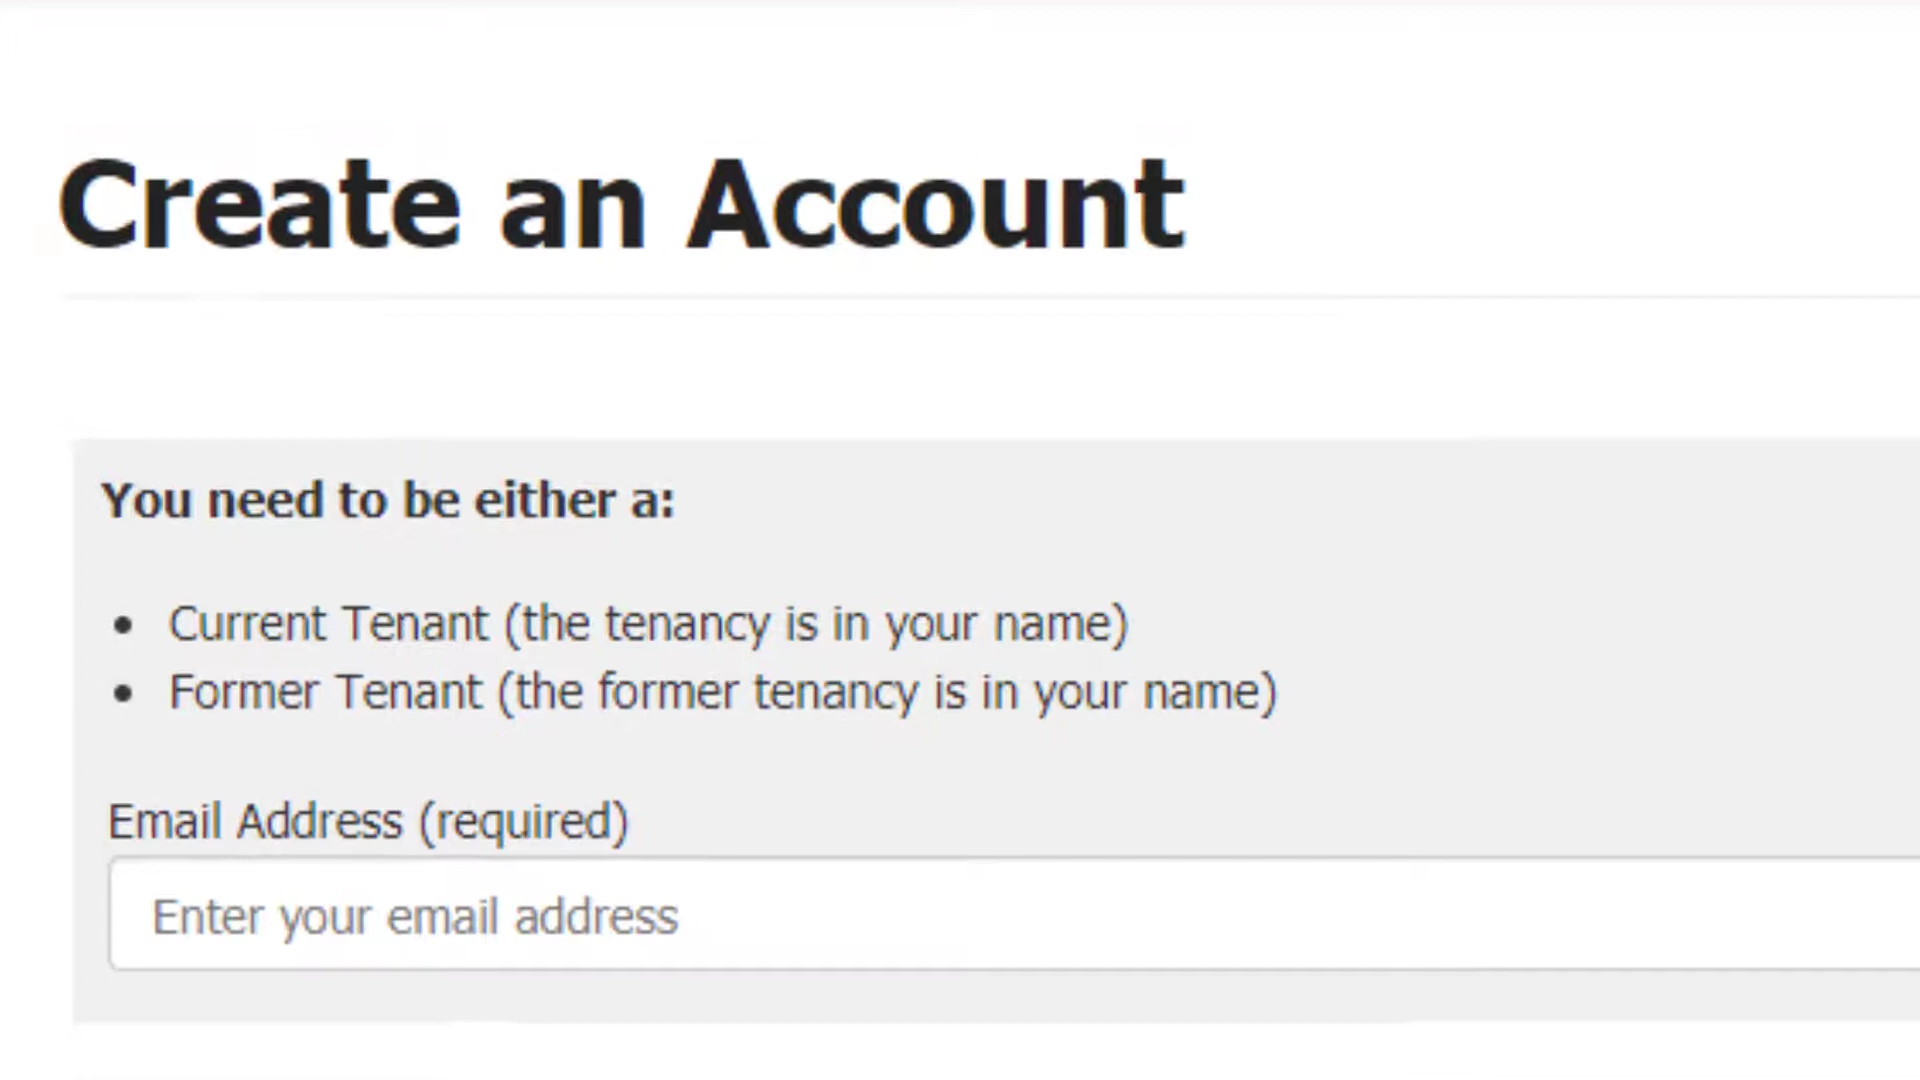 Create an Account
You need to be either a:
• Current Tenant (the tenancy is in your name)
• Former Tenant (the former tenancy is in your name)
Email Address (required)
Enter your email address